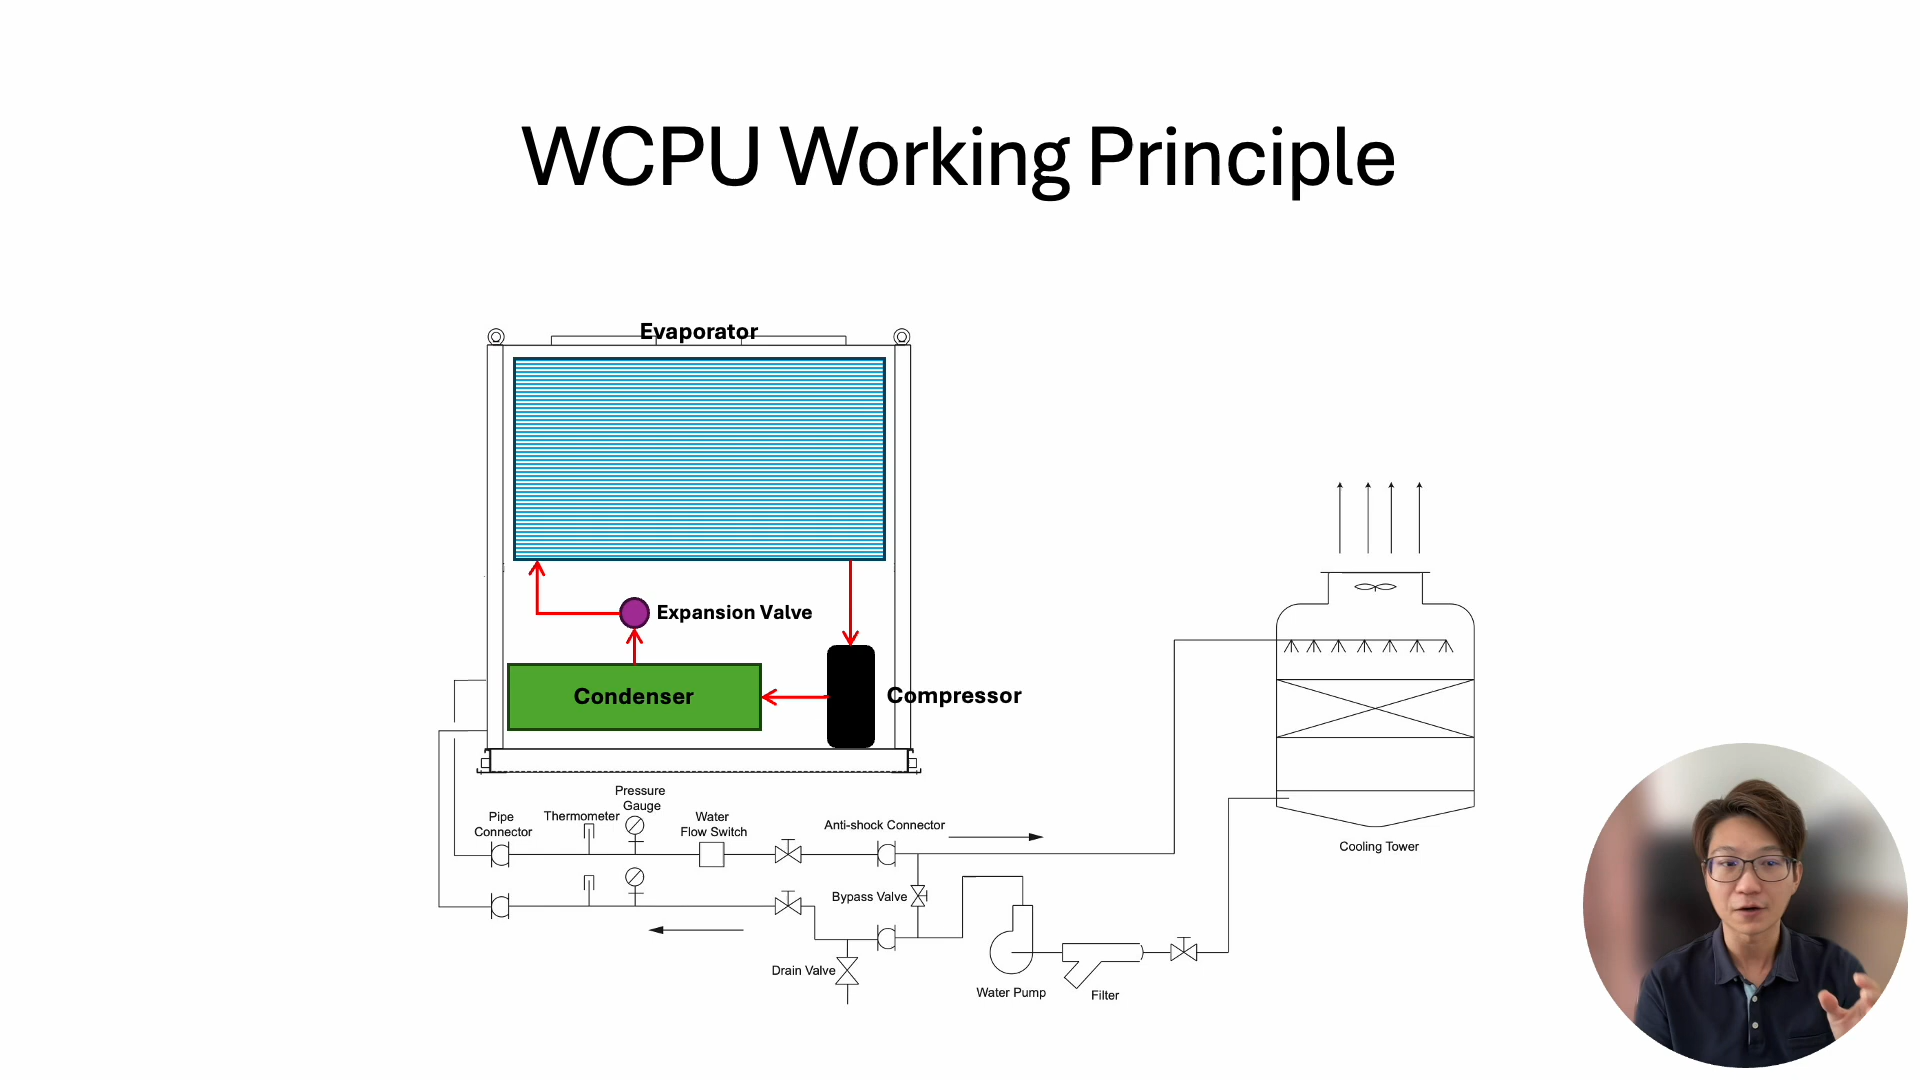 WCPU Working Principle
Evaporator
Expansion Valve
Condenser
Compressor
Pressure
Gauge
Pipe
Connector
Thermometer
Water
Flow Switch
Anti-shock Connector
Cooling Tower
Bypass Valve
Drain Valve
Water Pump
Filter